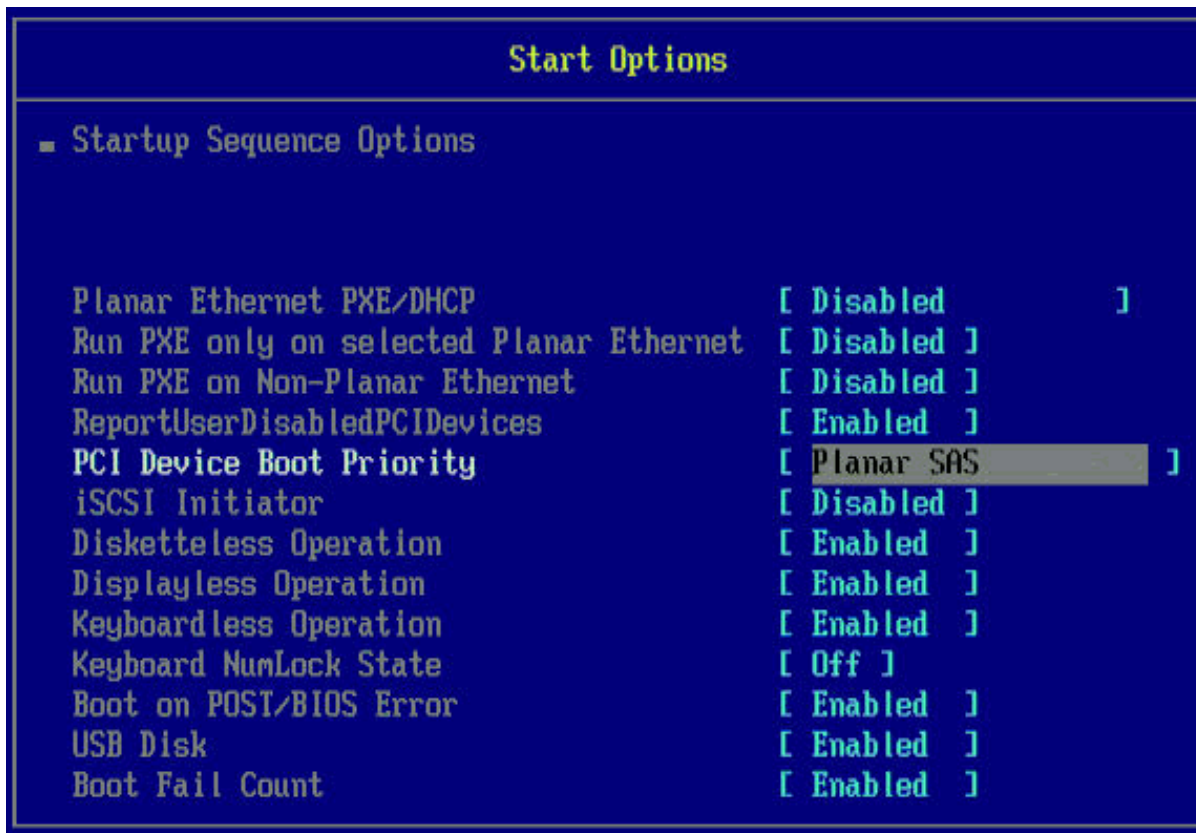 Start Options
Startup Sequence Options
Planar Ethernet PXE/DHCP [ Disabled ]
Run PXE only on selected Planar Ethernet [ Disabled ]
Run PXE on Non-Planar Ethernet [ Disabled ]
ReportUserDisabledPCIDevices [ Enabled ]
PCI Device Boot Priority [ Planar SAS ]
iSCSI Initiator [ Disabled ]
Disketteless Operation [ Enabled ]
Displayless Operation [ Enabled ]
Keyboardless Operation [ Enabled ]
Keyboard NumLock State [ Off ]
Boot on POST/BIOS Error [ Enabled ]
USB Disk [ Enabled ]
Boot Fail Count [ Enabled ]